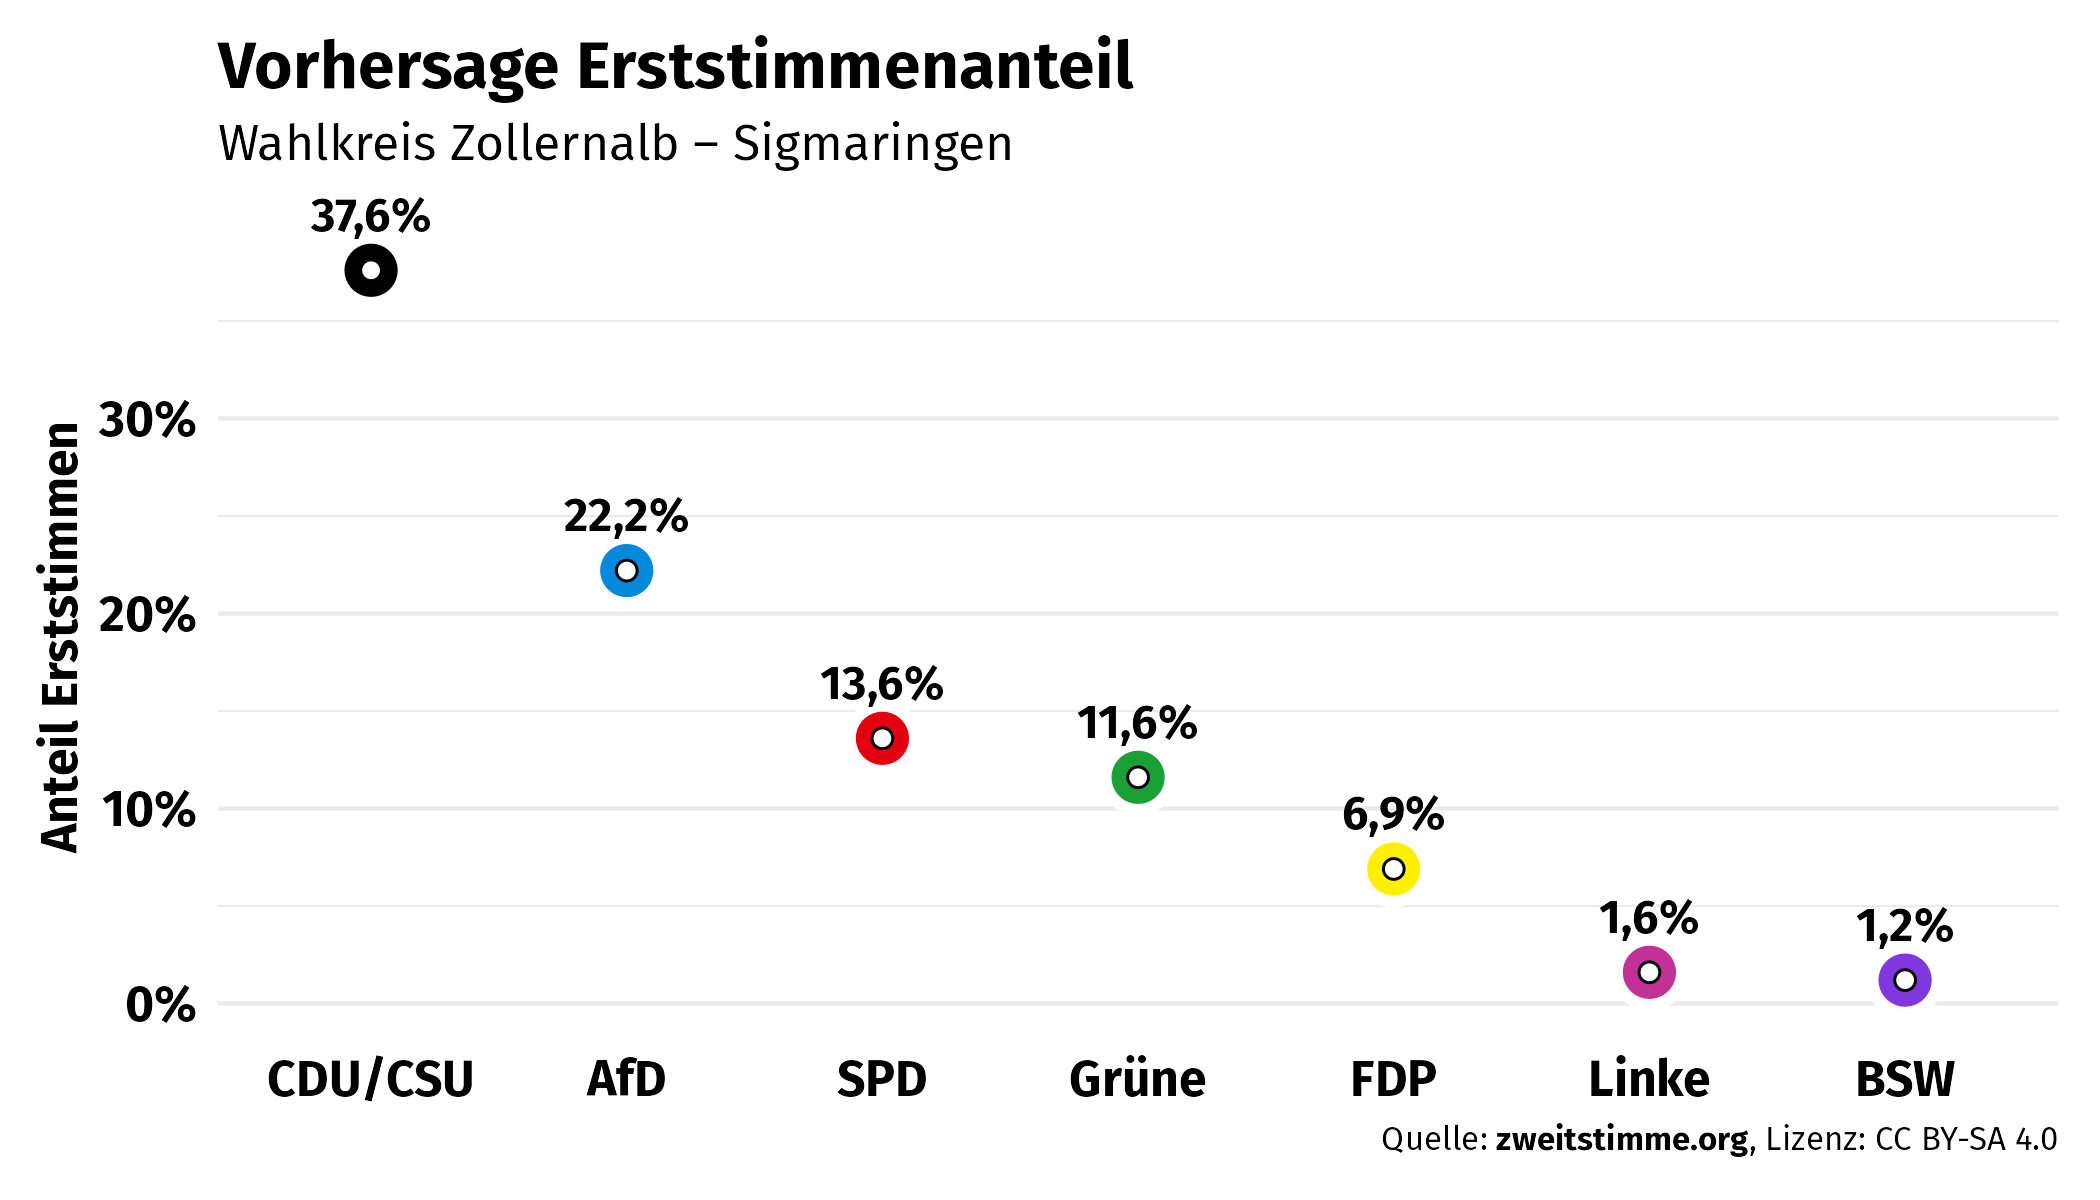 Vorhersage Erststimmenanteil
Wahlkreis Zollernalb – Sigmaringen
37,6%
30%
22,2%
20%
13,6%
11,6%
10%
6,9%
1,6%
1,2%
0%
Anteil Erststimmen
CDU/CSU AfD SPD Grüne FDP Linke BSW
Quelle: zweitstimme.org, Lizenz: CC BY-SA 4.0